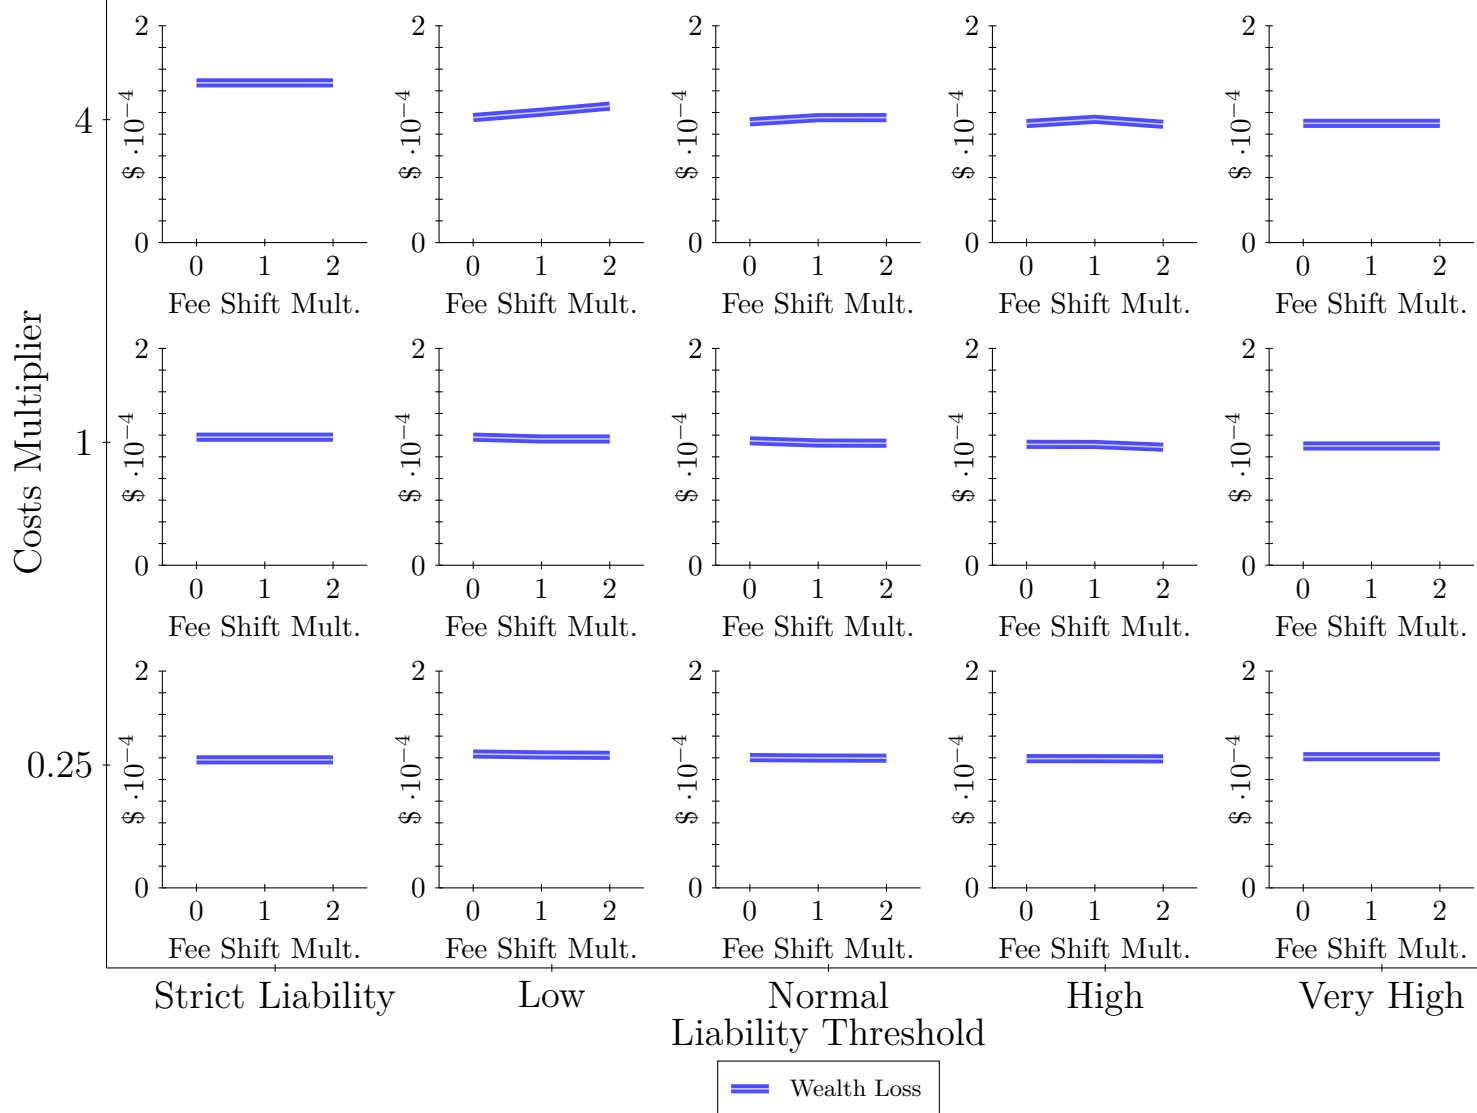 Costs Multiplier
4
2
$ ·10⁻⁴
0
0 1 2
Fee Shift Mult.
2
$ ·10⁻⁴
0
0 1 2
Fee Shift Mult.
2
$ ·10⁻⁴
0
0 1 2
Fee Shift Mult.
2
$ ·10⁻⁴
0
0 1 2
Fee Shift Mult.
2
$ ·10⁻⁴
0
0 1 2
Fee Shift Mult.
1
2
$ ·10⁻⁴
0
0 1 2
Fee Shift Mult.
2
$ ·10⁻⁴
0
0 1 2
Fee Shift Mult.
2
$ ·10⁻⁴
0
0 1 2
Fee Shift Mult.
2
$ ·10⁻⁴
0
0 1 2
Fee Shift Mult.
2
$ ·10⁻⁴
0
0 1 2
Fee Shift Mult.
0.25
2
$ ·10⁻⁴
0
0 1 2
Fee Shift Mult.
2
$ ·10⁻⁴
0
0 1 2
Fee Shift Mult.
2
$ ·10⁻⁴
0
0 1 2
Fee Shift Mult.
2
$ ·10⁻⁴
0
0 1 2
Fee Shift Mult.
2
$ ·10⁻⁴
0
0 1 2
Fee Shift Mult.
Strict Liability Low Normal High Very High
Liability Threshold
Wealth Loss